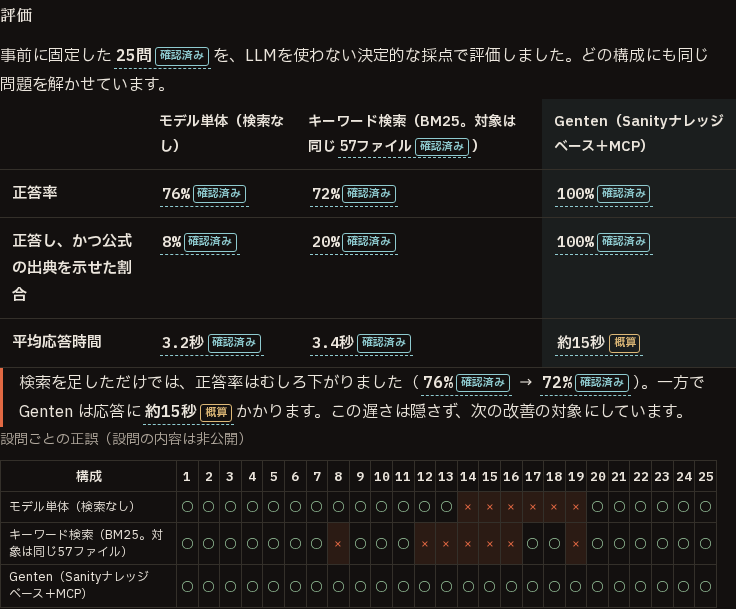 評価
事前に固定した 25問 確認済み を、LLMを使わない決定的な採点で評価しました。どの構成にも同じ
問題を解かせています。
モデル単体（検索な
し）
キーワード検索（BM25。対象は
同じ 57ファイル 確認済み ）
Genten（Sanityナレッジ
ベース＋MCP）
正答率
76% 確認済み
72% 確認済み
100% 確認済み
正答し、かつ公式
の出典を示せた割
合
8% 確認済み
20% 確認済み
100% 確認済み
平均応答時間
3.2秒 確認済み
3.4秒 確認済み
約15秒 概算
検索を足しただけでは、正答率はむしろ下がりました（ 76% 確認済み → 72% 確認済み ）。一方で
Genten は応答に 約15秒 概算 かかります。この遅さは隠さず、次の改善の対象にしています。
設問ごとの正誤（設問の内容は非公開）
構成 1 2 3 4 5 6 7 8 9 10 11 12 13 14 15 16 17 18 19 20 21 22 23 24 25
モデル単体（検索なし） ○ ○ ○ ○ ○ ○ ○ ○ ○ ○ ○ ○ ○ × × × × × × ○ ○ ○ ○ ○ ○
キーワード検索（BM25。対
象は同じ57ファイル） ○ ○ ○ ○ ○ ○ ○ × ○ ○ ○ × × × × × ○ ○ × ○ ○ ○ ○ ○ ○
Genten（Sanityナレッジ
ベース＋MCP） ○ ○ ○ ○ ○ ○ ○ ○ ○ ○ ○ ○ ○ ○ ○ ○ ○ ○ ○ ○ ○ ○ ○ ○ ○